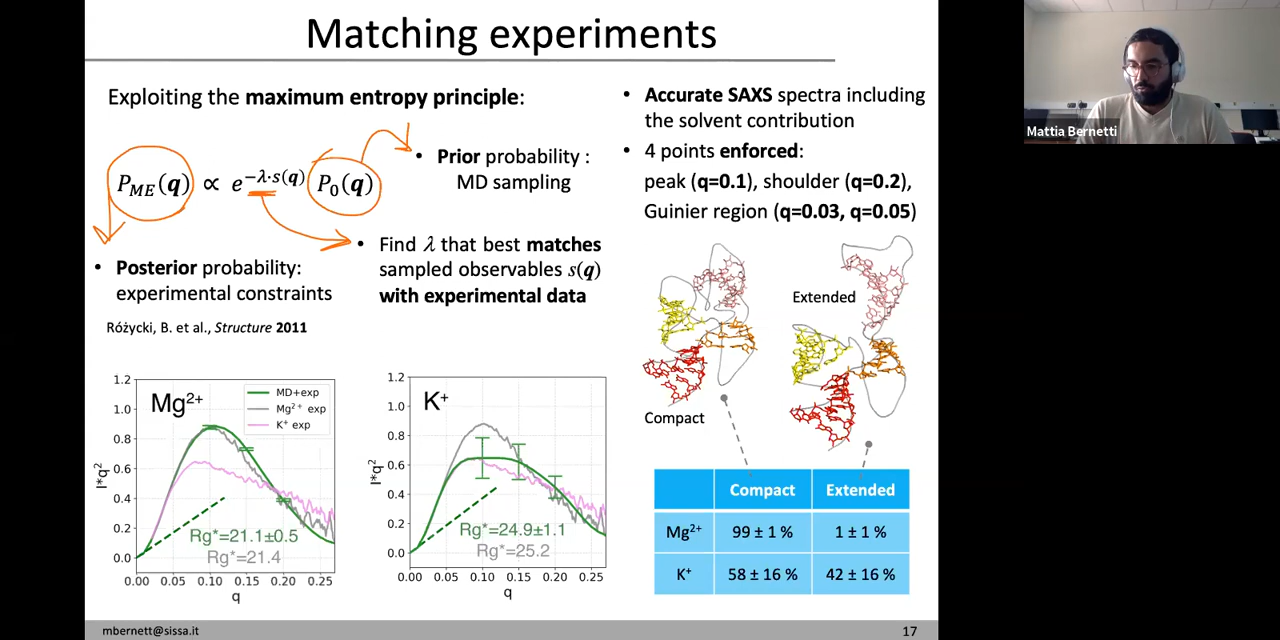 Matching experiments
Exploiting the maximum entropy principle:
P_ME(q) ∝ e^(−λ·s(q)) P_0(q)
• Prior probability :
MD sampling
• Find λ that best matches
sampled observables s(q)
with experimental data
• Posterior probability:
experimental constraints
Różycki, B. et al., Structure 2011
• Accurate SAXS spectra including
the solvent contribution
• 4 points enforced:
peak (q=0.1), shoulder (q=0.2),
Guinier region (q=0.03, q=0.05)
Extended
Compact
Mg²⁺
MD+exp
Mg²⁺ exp
K⁺ exp
1.2
1.0
0.8
0.6
0.4
0.2
0.0
I*q²
Rg*=21.1±0.5
Rg*=21.4
0.00 0.05 0.10 0.15 0.20 0.25
q
K⁺
1.2
1.0
0.8
0.6
0.4
0.2
0.0
I*q²
Rg*=24.9±1.1
Rg*=25.2
0.00 0.05 0.10 0.15 0.20 0.25
q
Compact Extended
Mg²⁺ 99 ± 1 % 1 ± 1 %
K⁺ 58 ± 16 % 42 ± 16 %
mbernett@sissa.it
17
Mattia Bernetti